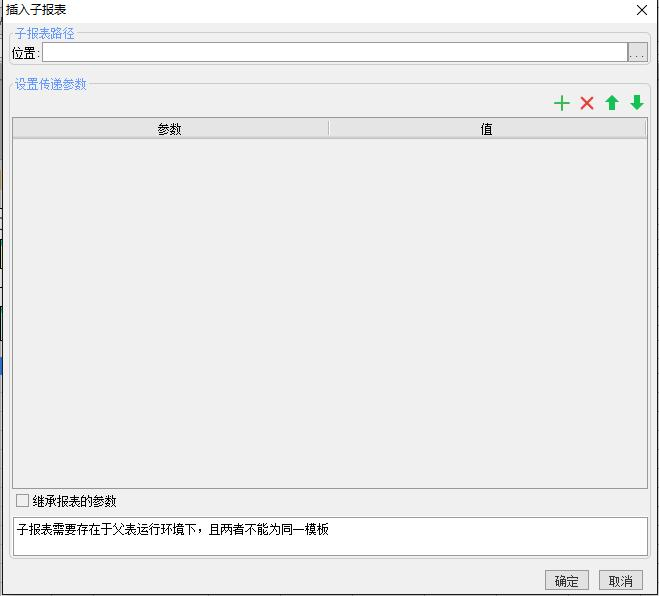 插入子报表
子报表路径
位置:
...
设置传递参数
参数 值
继承报表的参数
子报表需要存在于父表运行环境下，且两者不能为同一模板
确定 取消